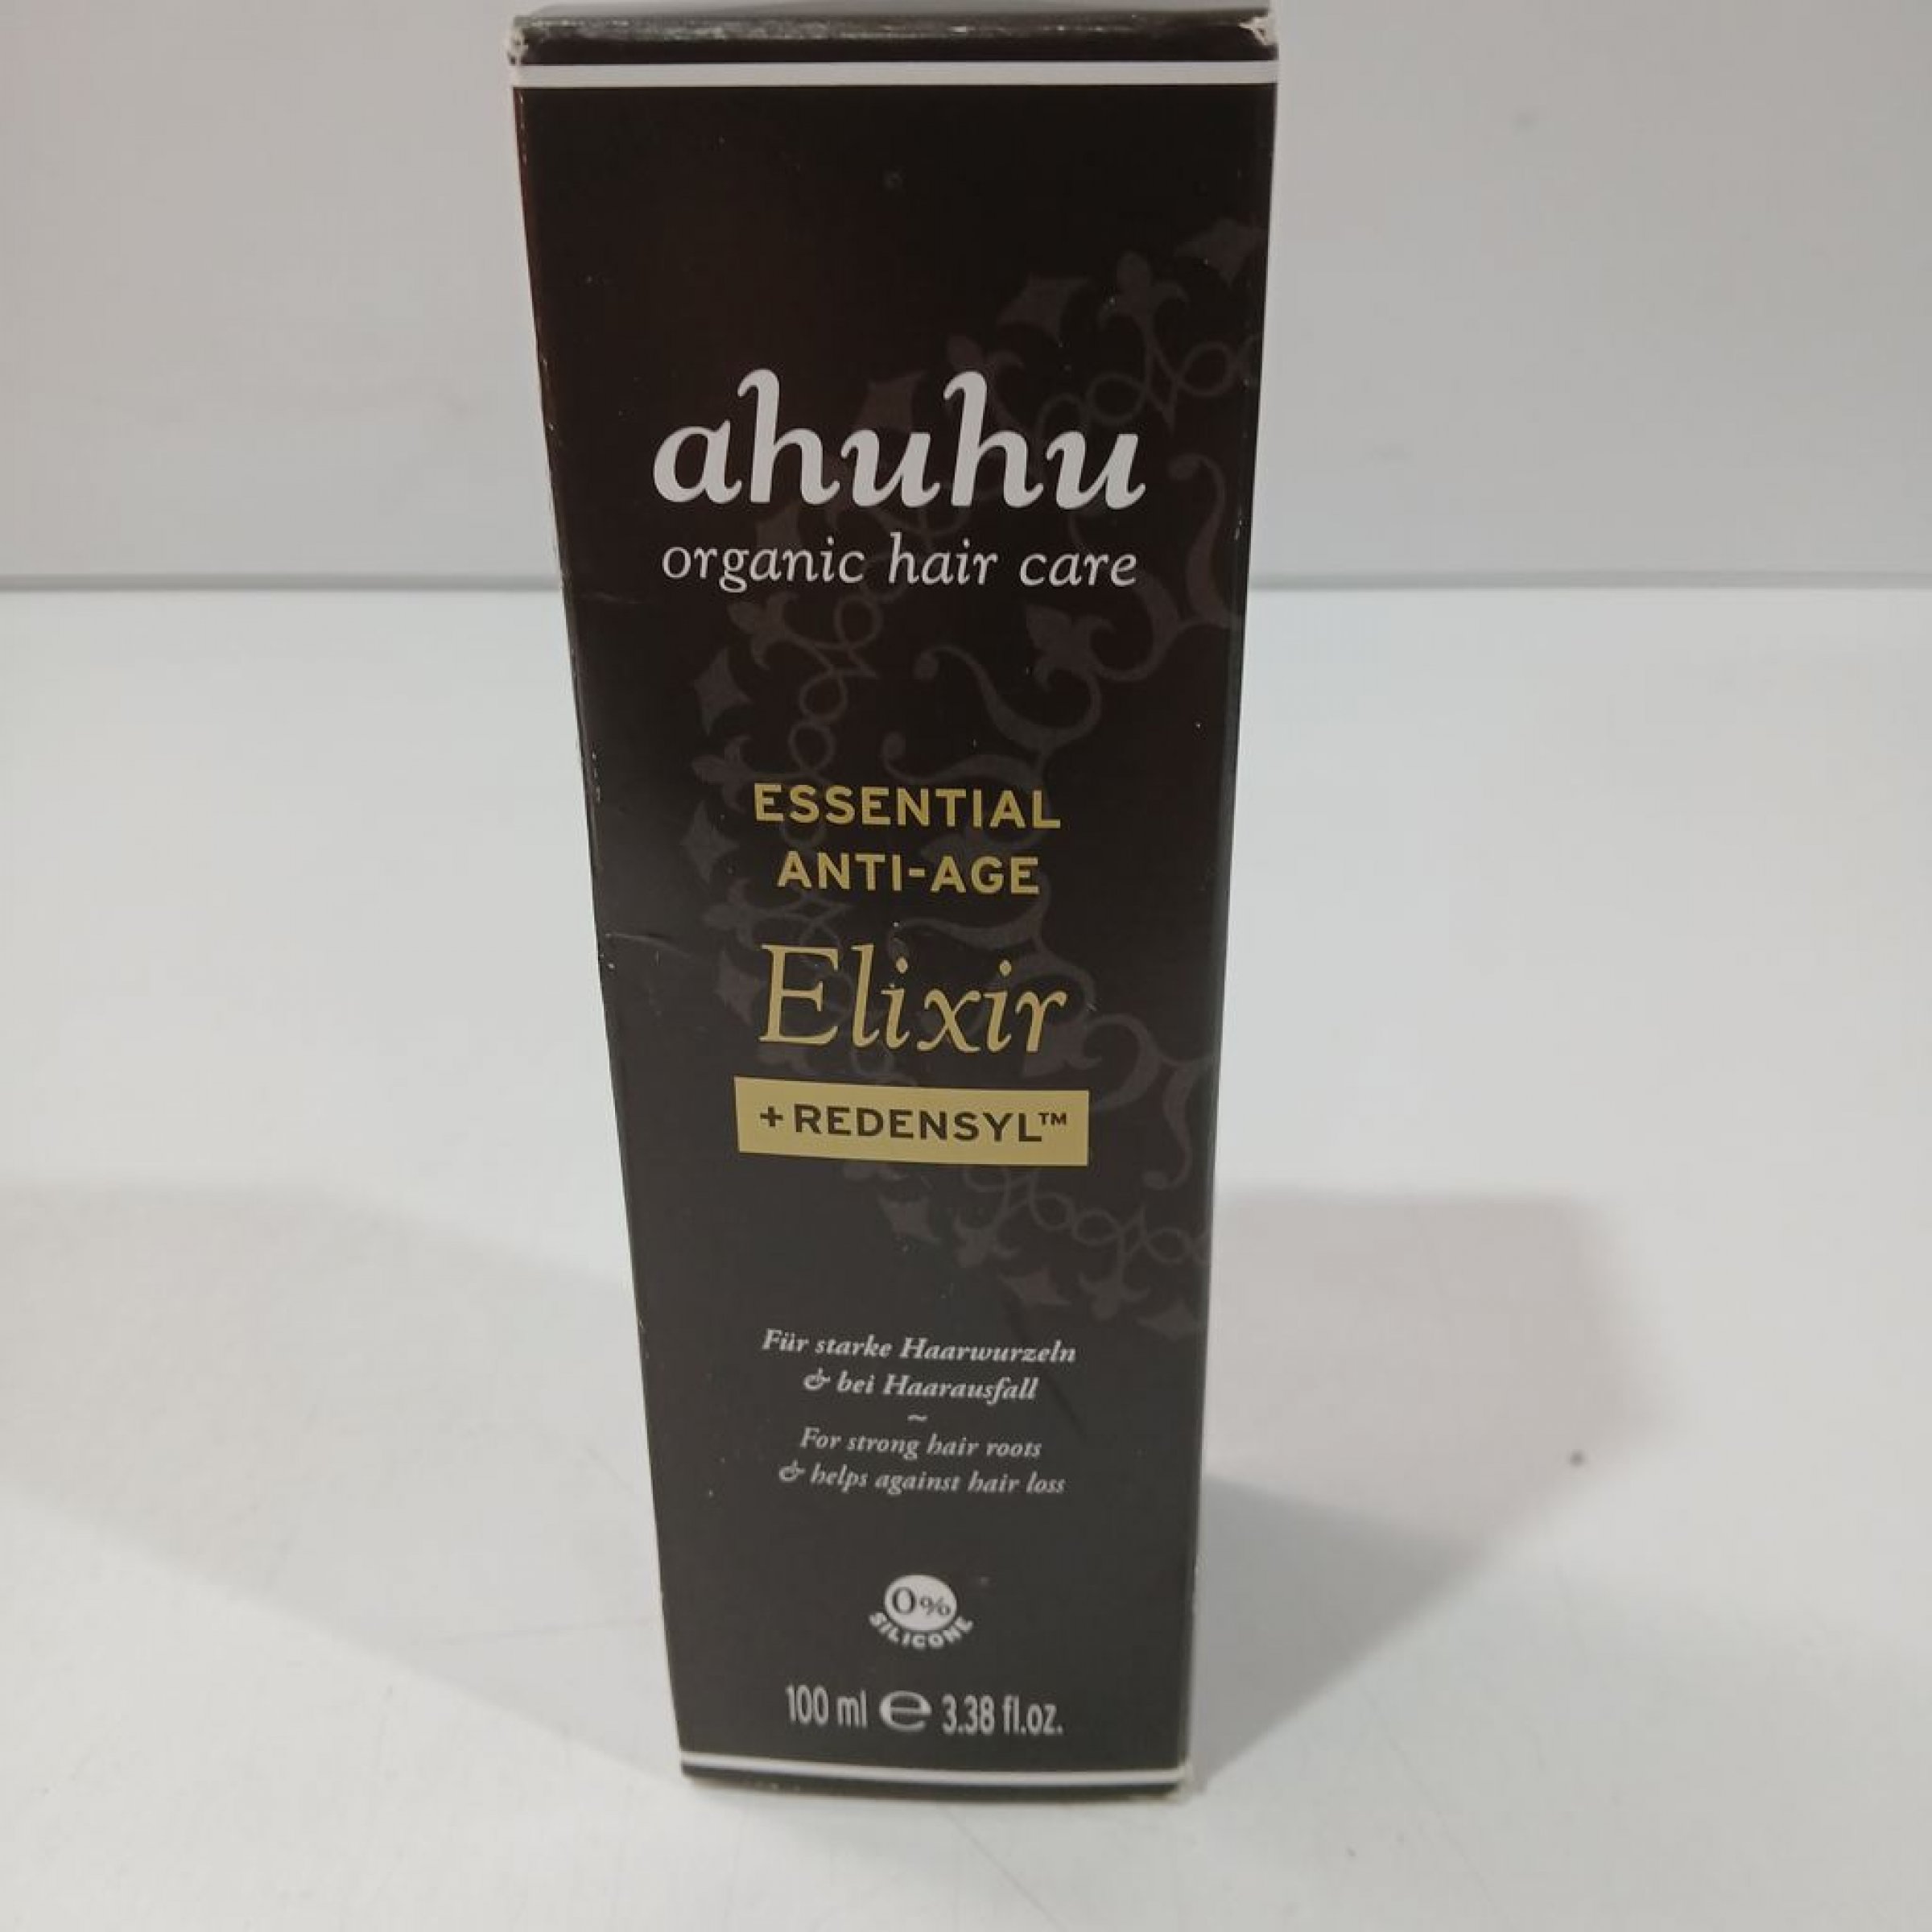 ahuhu
organic hair care
ESSENTIAL
ANTI-AGE
Elixir
+REDENSYL™
Für starke Haarwurzeln
& bei Haarausfall
~
For strong hair roots
& helps against hair loss
0%
SILICONE
100 ml ℮ 3.38 fl.oz.